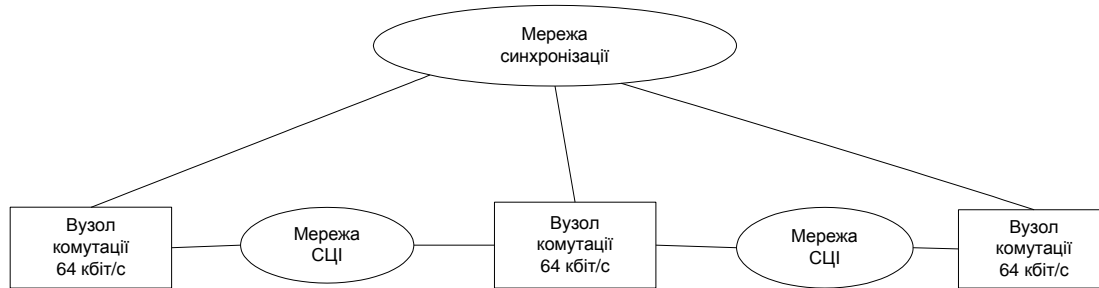 Мережа
синхронізації
Вузол
комутації
64 кбіт/с
Мережа
СЦІ
Вузол
комутації
64 кбіт/с
Мережа
СЦІ
Вузол
комутації
64 кбіт/с